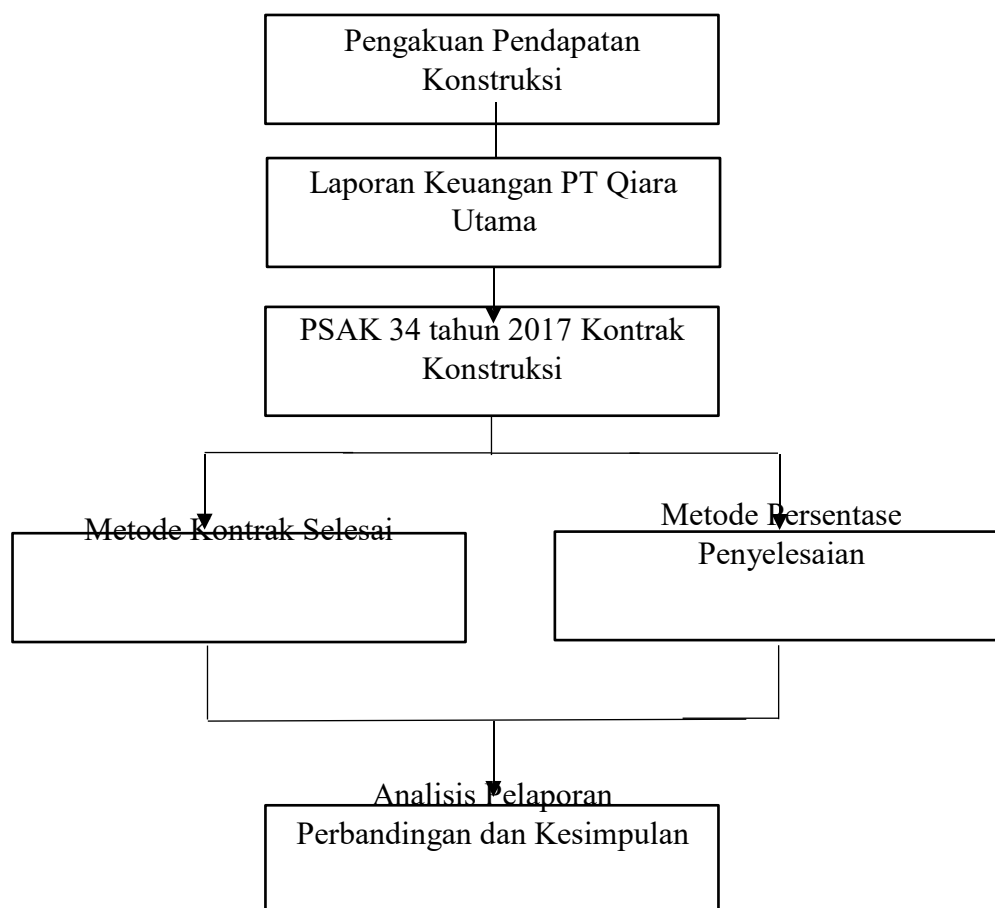 Pengakuan Pendapatan
Konstruksi
Laporan Keuangan PT Qiara
Utama
PSAK 34 tahun 2017 Kontrak
Konstruksi
Metode Kontrak Selesai
Metode Persentase
Penyelesaian
Analisis Pelaporan
Perbandingan dan Kesimpulan